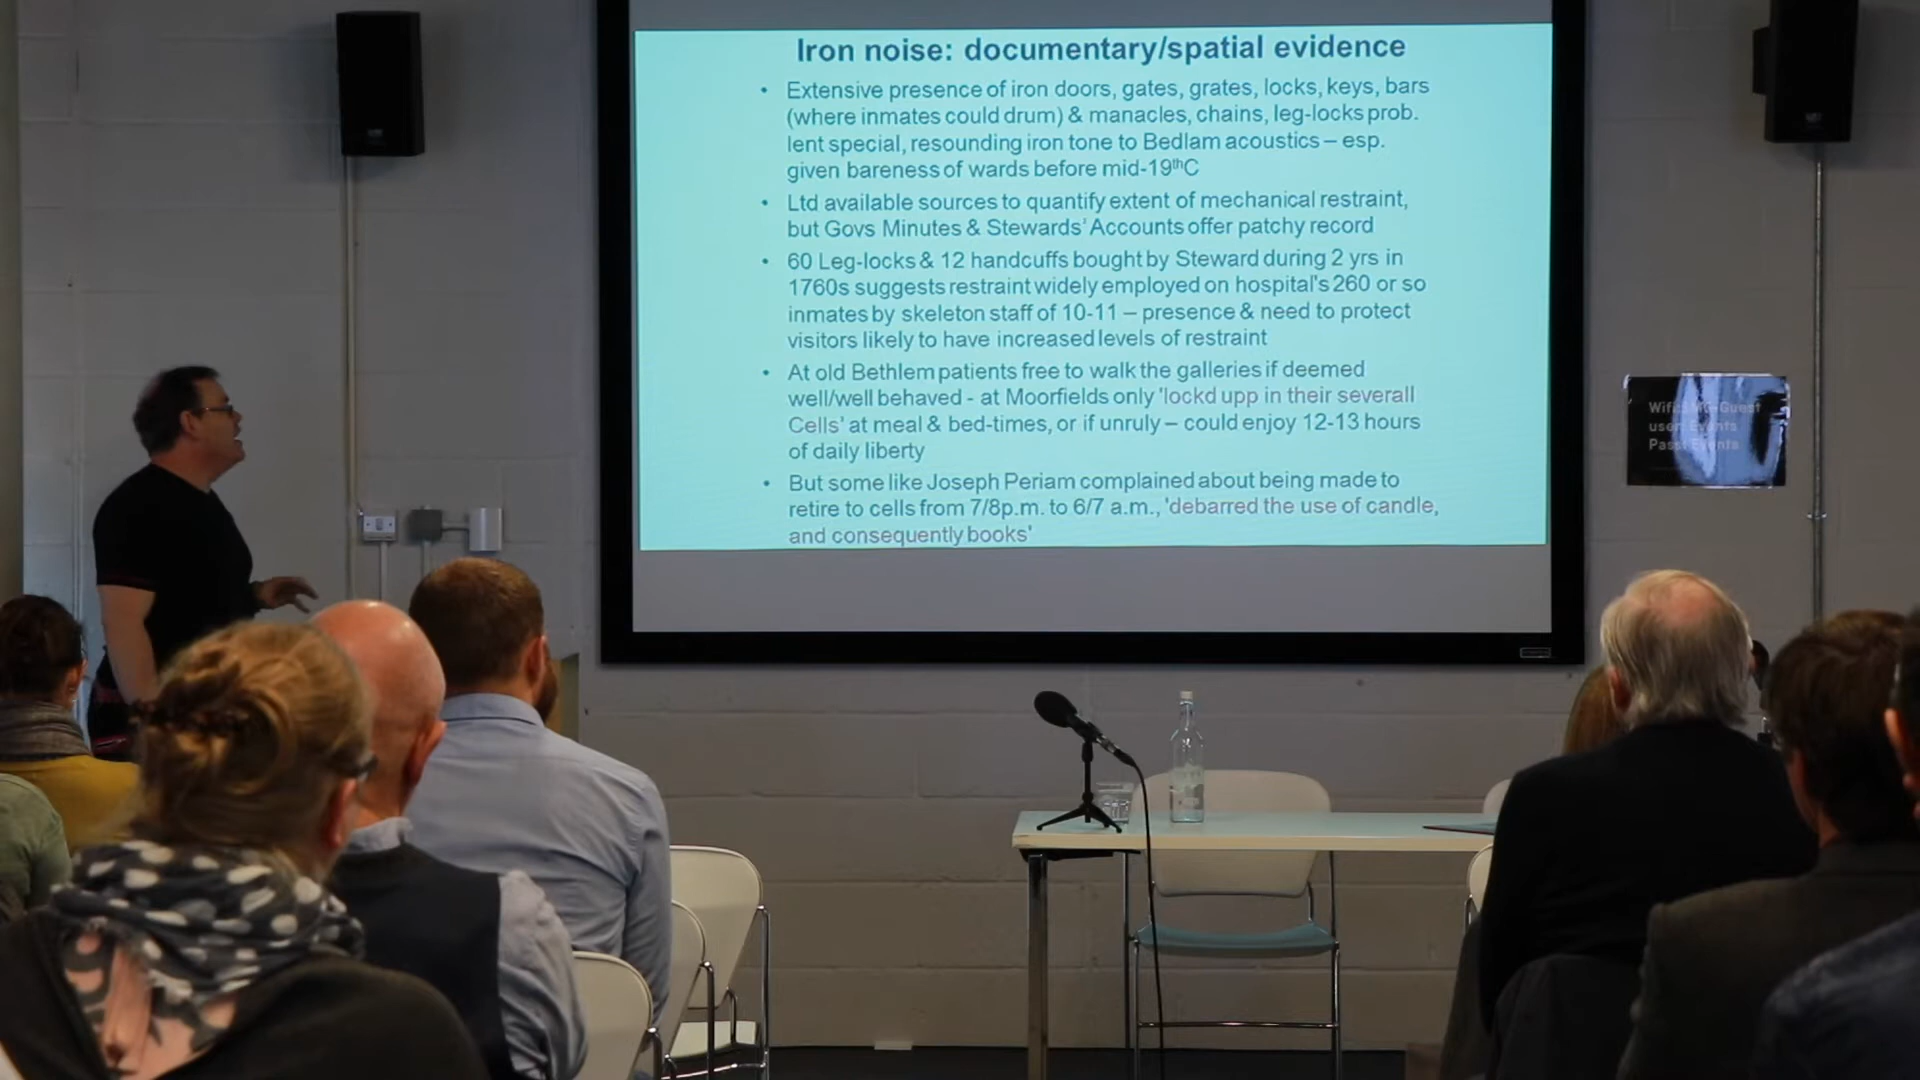 Iron noise: documentary/spatial evidence
• Extensive presence of iron doors, gates, grates, locks, keys, bars
(where inmates could drum) & manacles, chains, leg-locks prob.
lent special, resounding iron tone to Bedlam acoustics – esp.
given bareness of wards before mid-19thC
• Ltd available sources to quantify extent of mechanical restraint,
but Govs Minutes & Stewards' Accounts offer patchy record
• 60 Leg-locks & 12 handcuffs bought by Steward during 2 yrs in
1760s suggests restraint widely employed on hospital's 260 or so
inmates by skeleton staff of 10-11 – presence & need to protect
visitors likely to have increased levels of restraint
• At old Bethlem patients free to walk the galleries if deemed
well/well behaved - at Moorfields only 'lockd upp in their severall
Cells' at meal & bed-times, or if unruly – could enjoy 12-13 hours
of daily liberty
• But some like Joseph Periam complained about being made to
retire to cells from 7/8p.m. to 6/7 a.m., 'debarred the use of candle,
and consequently books'
Guest
Events
Events